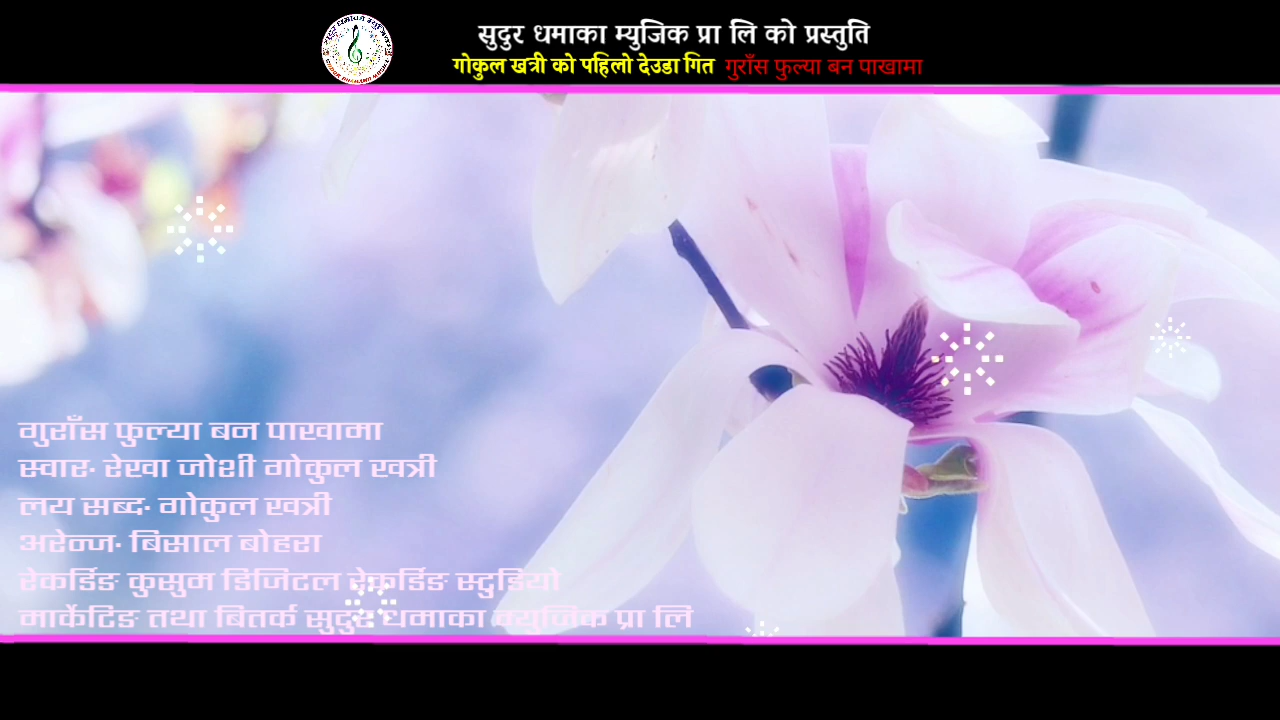 सुदुर धमाका म्युजिक प्रा लि को प्रस्तुति
गोकुल खत्री को पहिलो देउडा गित गुराँस फुल्या बन पाखामा
गुराँस फुल्या बन पाखामा
स्वार. रेखा जोशी गोकुल खत्री
लय सब्द. गोकुल खत्री
अरेन्ज. बिसाल बोहरा
रेकर्डिङ कुसुम डिजिटल रेकर्डिङ स्टुडियो
मार्केटिङ तथा बितर्क सुदुर धमाका म्युजिक प्रा लि